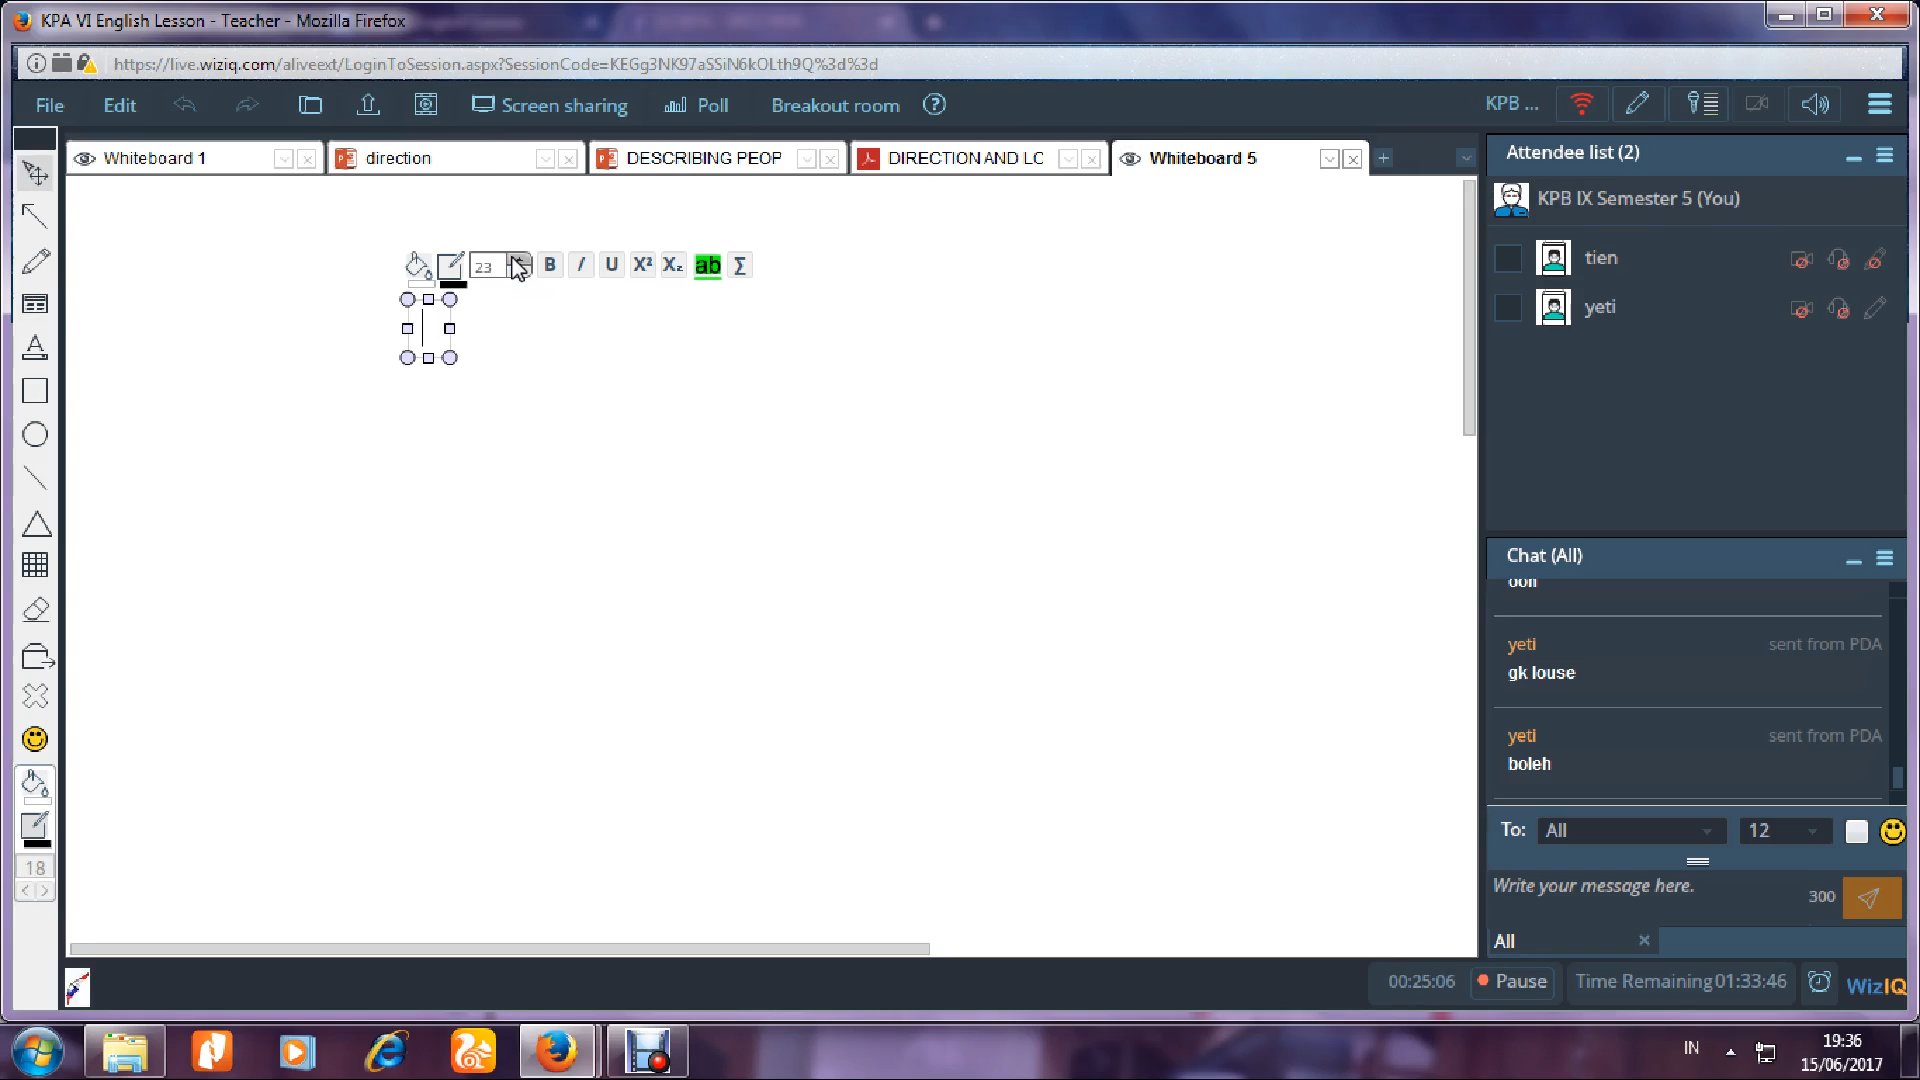 KPA VI English Lesson - Teacher - Mozilla Firefox
https://live.wiziq.com/aliveext/LoginToSession.aspx?SessionCode=KEGg3NK97aSSiN6kOLth9Q%3d%3d
File Edit Screen sharing Poll Breakout room ? KPB ...
Whiteboard 1 direction DESCRIBING PEOP DIRECTION AND LC Whiteboard 5 +
Attendee list (2)
KPB IX Semester 5 (You)
tien
yeti
23 B I U X² X₂ ab Σ
Chat (All)
ooh
yeti sent from PDA
gk louse
yeti sent from PDA
boleh
To: All 12
Write your message here. 300
All
18
00:25:06 Pause Time Remaining 01:33:46 WizIQ
IN 19:36
15/06/2017